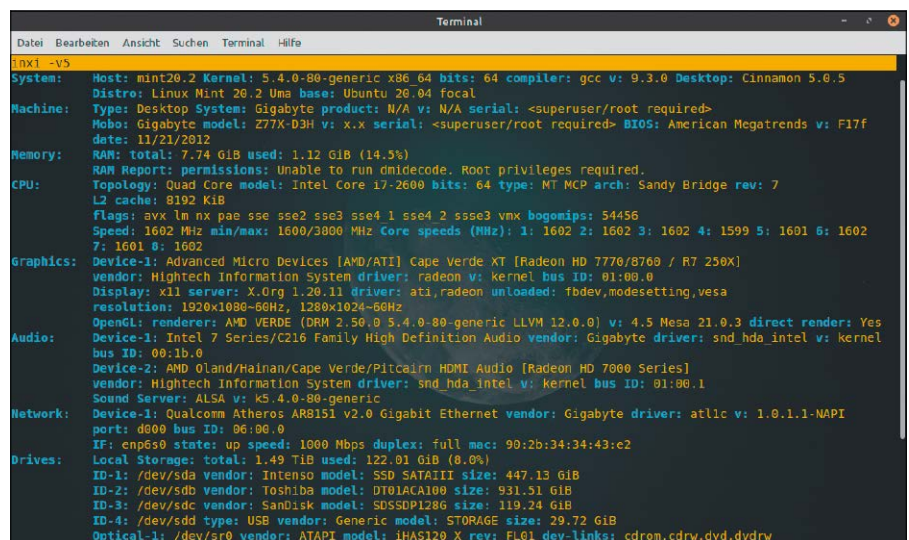 Terminal
Datei Bearbeiten Ansicht Suchen Terminal Hilfe
inxi -v5
System: Host: mint20.2 Kernel: 5.4.0-80-generic x86_64 bits: 64 compiler: gcc v: 9.3.0 Desktop: Cinnamon 5.0.5
Distro: Linux Mint 20.2 Uma base: Ubuntu 20.04 focal
Machine: Type: Desktop System: Gigabyte product: N/A v: N/A serial: <superuser/root required>
Mobo: Gigabyte model: Z77X-D3H v: x.x serial: <superuser/root required> BIOS: American Megatrends v: F17f
date: 11/21/2012
Memory: RAM: total: 7.74 GiB used: 1.12 GiB (14.5%)
RAM Report: permissions: Unable to run dmidecode. Root privileges required.
CPU: Topology: Quad Core model: Intel Core i7-2600 bits: 64 type: MT MCP arch: Sandy Bridge rev: 7
L2 cache: 8192 KiB
flags: avx lm nx pae sse sse2 sse3 sse4_1 sse4_2 ssse3 vmx bogomips: 54456
Speed: 1602 MHz min/max: 1600/3800 MHz Core speeds (MHz): 1: 1602 2: 1602 3: 1602 4: 1599 5: 1601 6: 1602
7: 1601 8: 1602
Graphics: Device-1: Advanced Micro Devices [AMD/ATI] Cape Verde XT [Radeon HD 7770/8760 / R7 250X]
vendor: Hightech Information System driver: radeon v: kernel bus ID: 01:00.0
Display: x11 server: X.Org 1.20.11 driver: ati,radeon unloaded: fbdev,modesetting,vesa
resolution: 1920x1080~60Hz, 1280x1024~60Hz
OpenGL: renderer: AMD VERDE (DRM 2.50.0 5.4.0-80-generic LLVM 12.0.0) v: 4.5 Mesa 21.0.3 direct render: Yes
Audio: Device-1: Intel 7 Series/C216 Family High Definition Audio vendor: Gigabyte driver: snd_hda_intel v: kernel
bus ID: 00:1b.0
Device-2: AMD Oland/Hainan/Cape Verde/Pitcairn HDMI Audio [Radeon HD 7000 Series]
vendor: Hightech Information System driver: snd_hda_intel v: kernel bus ID: 01:00.1
Sound Server: ALSA v: k5.4.0-80-generic
Network: Device-1: Qualcomm Atheros AR8151 v2.0 Gigabit Ethernet vendor: Gigabyte driver: atl1c v: 1.0.1.1-NAPI
port: d000 bus ID: 06:00.0
IF: enp6s0 state: up speed: 1000 Mbps duplex: full mac: 90:2b:34:34:43:e2
Drives: Local Storage: total: 1.49 TiB used: 122.01 GiB (8.0%)
ID-1: /dev/sda vendor: Intenso model: SSD SATAIII size: 447.13 GiB
ID-2: /dev/sdb vendor: Toshiba model: DT01ACA100 size: 931.51 GiB
ID-3: /dev/sdc vendor: SanDisk model: SDSSDP128G size: 119.24 GiB
ID-4: /dev/sdd type: USB vendor: Generic model: STORAGE size: 29.72 GiB
Optical-1: /dev/sr0 vendor: ATAPI model: iHAS120 X rev: FL01 dev-links: cdrom,cdrw,dvd,dvdrw